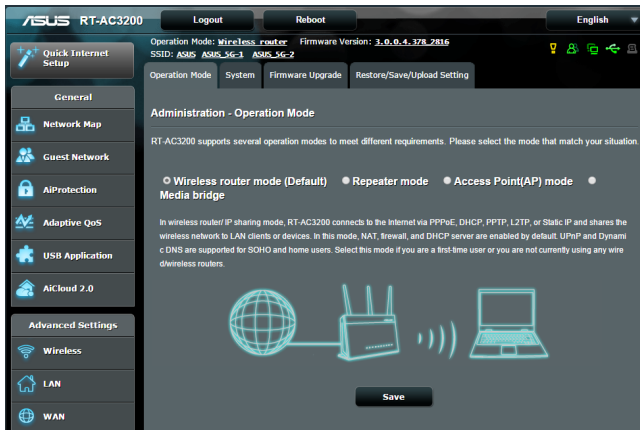 ASUS RT-AC3200
Logout
Reboot
English
Quick Internet
Setup
Operation Mode: Wireless router Firmware Version: 3.0.0.4.378_2816
SSID: ASUS ASUS_5G-1 ASUS_5G-2
Operation Mode
System
Firmware Upgrade
Restore/Save/Upload Setting
General
Network Map
Guest Network
AiProtection
Adaptive QoS
USB Application
AiCloud 2.0
Advanced Settings
Wireless
LAN
WAN
Administration - Operation Mode
RT-AC3200 supports several operation modes to meet different requirements. Please select the mode that match your situation.
Wireless router mode (Default) Repeater mode Access Point(AP) mode
Media bridge
In wireless router/ IP sharing mode, RT-AC3200 connects to the Internet via PPPoE, DHCP, PPTP, L2TP, or Static IP and shares the
wireless network to LAN clients or devices. In this mode, NAT, firewall, and DHCP server are enabled by default. UPnP and Dynami
c DNS are supported for SOHO and home users. Select this mode if you are a first-time user or you are not currently using any wire
d/wireless routers.
Save